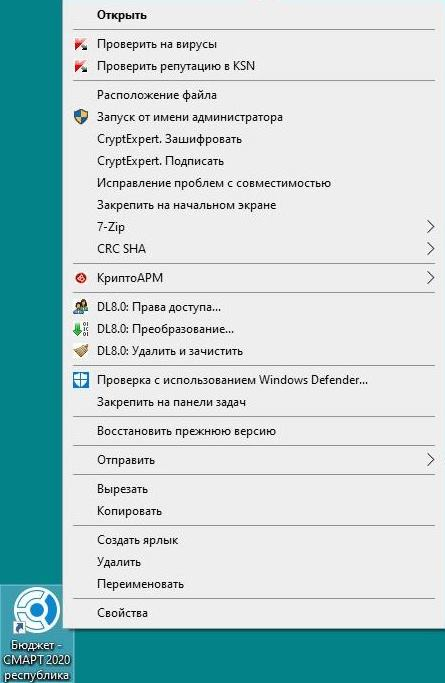 Открыть
Проверить на вирусы
Проверить репутацию в KSN
Расположение файла
Запуск от имени администратора
CryptExpert. Зашифровать
CryptExpert. Подписать
Исправление проблем с совместимостью
Закрепить на начальном экране
7-Zip
CRC SHA
КриптоАРМ
DL8.0: Права доступа...
DL8.0: Преобразование...
DL8.0: Удалить и зачистить
Проверка с использованием Windows Defender...
Закрепить на панели задач
Восстановить прежнюю версию
Отправить
Вырезать
Копировать
Создать ярлык
Удалить
Переименовать
Свойства
Бюджет -
СМАРТ 2020
республика